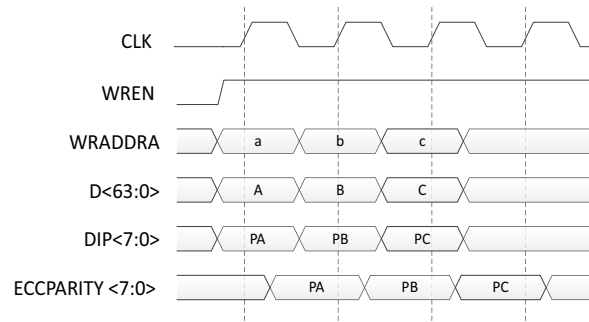 CLK
WREN
WRADDRA a b c
D<63:0> A B C
DIP<7:0> PA PB PC
ECCPARITY <7:0> PA PB PC